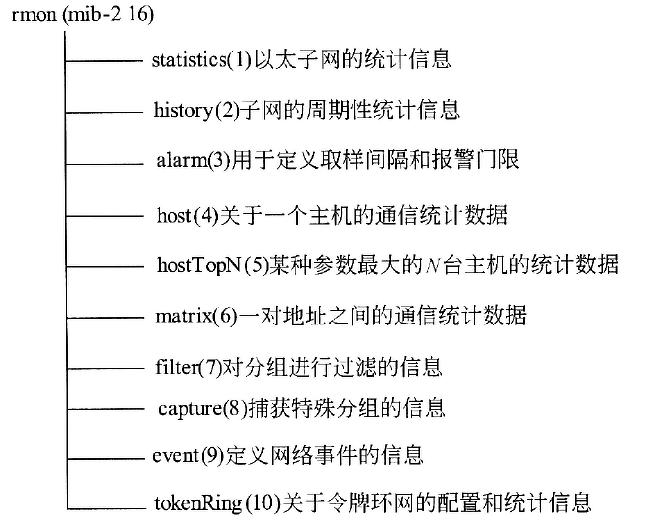 rmon (mib-2 16)
statistics(1)以太子网的统计信息
history(2)子网的周期性统计信息
alarm(3)用于定义取样间隔和报警门限
host(4)关于一个主机的通信统计数据
hostTopN(5)某种参数最大的N台主机的统计数据
matrix(6)一对地址之间的通信统计数据
filter(7)对分组进行过滤的信息
capture(8)捕获特殊分组的信息
event(9)定义网络事件的信息
tokenRing(10)关于令牌环网的配置和统计信息